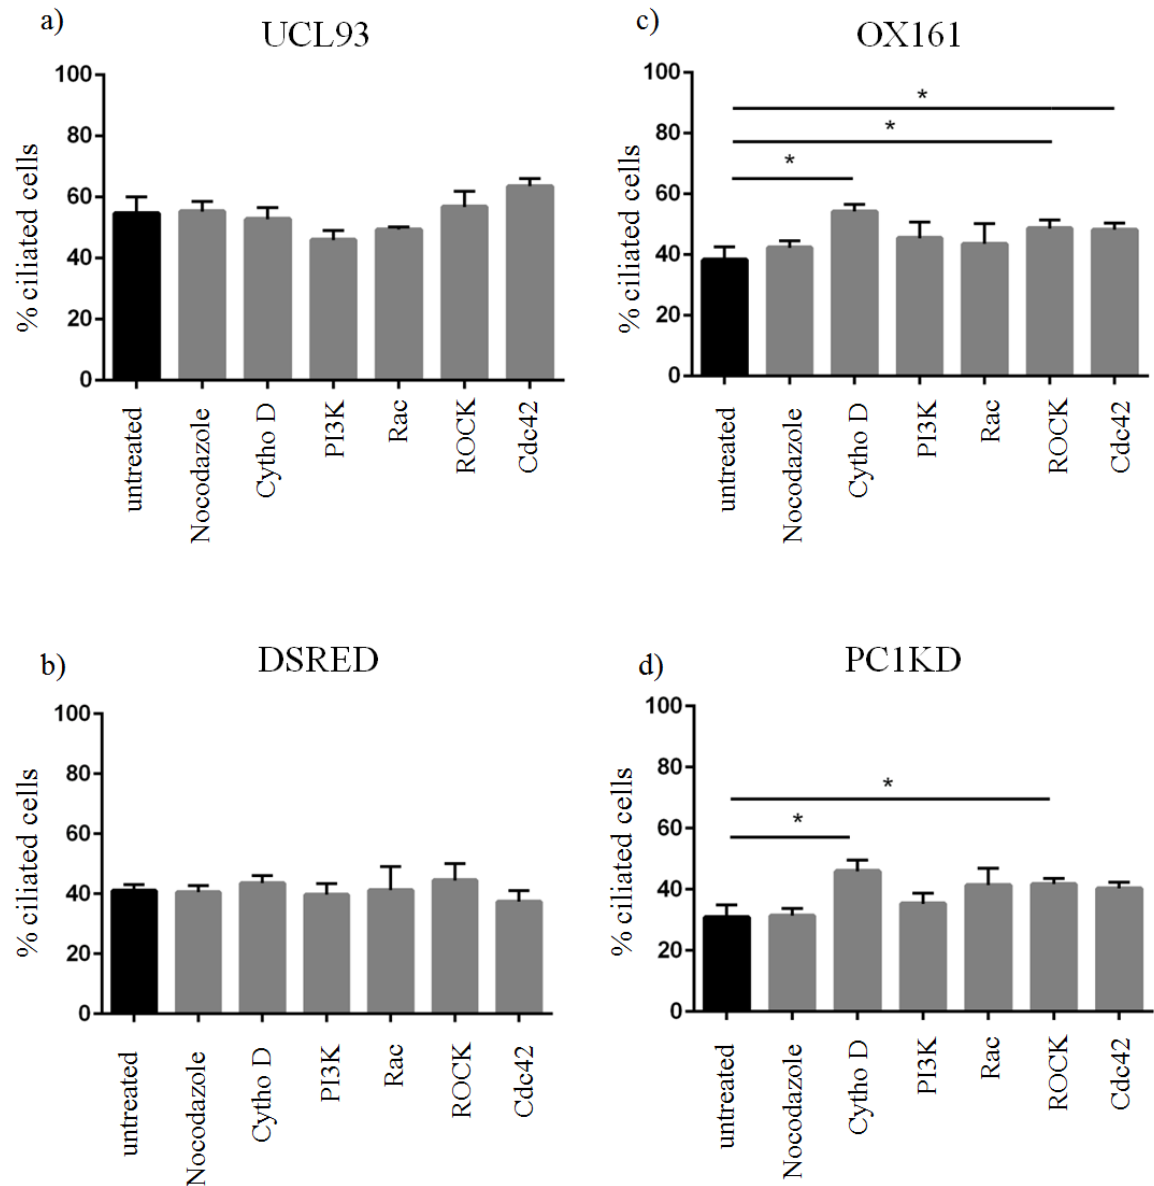 a)
UCL93
% ciliated cells
100
80
60
40
20
0
untreated
Nocodazole
Cytho D
PI3K
Rac
ROCK
Cdc42
c)
OX161
% ciliated cells
100
80
60
40
20
0
*
*
*
untreated
Nocodazole
Cytho D
PI3K
Rac
ROCK
Cdc42
b)
DSRED
% ciliated cells
100
80
60
40
20
0
untreated
Nocodazole
Cytho D
PI3K
Rac
ROCK
Cdc42
d)
PC1KD
% ciliated cells
100
80
60
40
20
0
*
*
untreated
Nocodazole
Cytho D
PI3K
Rac
ROCK
Cdc42